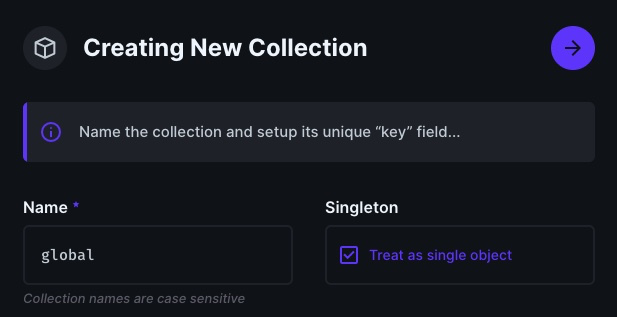 Creating New Collection
Name the collection and setup its unique “key” field...
Name *
Singleton
global
Treat as single object
Collection names are case sensitive